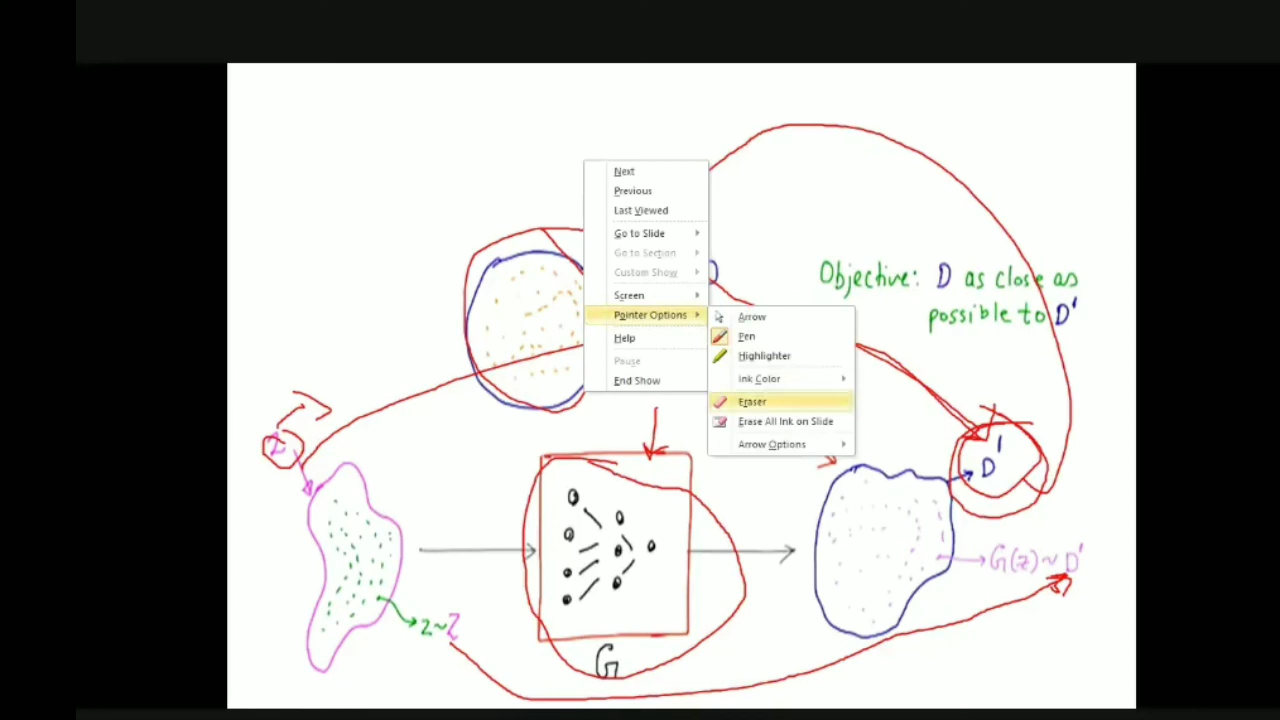 Next
Previous
Last Viewed
Go to Slide
Go to Section
Custom Show
Screen
Pointer Options
Help
Pause
End Show
Arrow
Pen
Highlighter
Ink Color
Eraser
Erase All Ink on Slide
Arrow Options
Objective: D as close as
possible to D'
Z
D'
G(z)~D'
z~Z
G